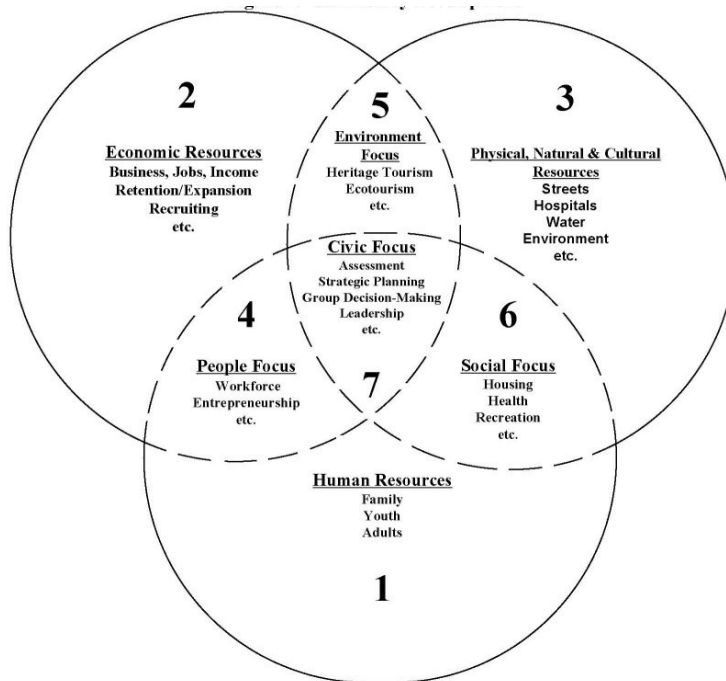 2
Economic Resources
Business, Jobs, Income
Retention/Expansion
Recruiting
etc.
5
Environment
Focus
Heritage Tourism
Ecotourism
etc.
3
Physical, Natural & Cultural
Resources
Streets
Hospitals
Water
Environment
etc.
Civic Focus
Assessment
Strategic Planning
Group Decision-Making
Leadership
etc.
4
People Focus
Workforce
Entrepreneurship
etc.
7
6
Social Focus
Housing
Health
Recreation
etc.
Human Resources
Family
Youth
Adults
1